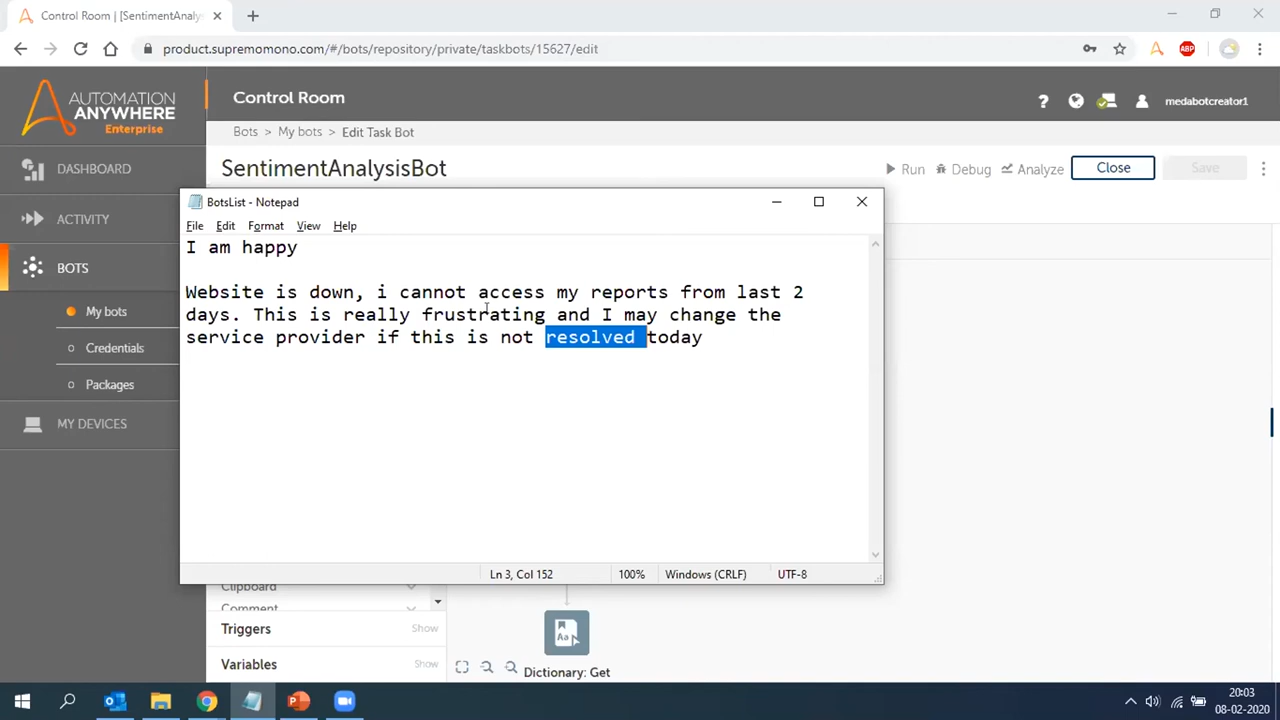 Control Room | [SentimentAnalys
product.supremomono.com/#/bots/repository/private/taskbots/15627/edit
ABP
AUTOMATION
ANYWHERE
Enterprise
Control Room
medabotcreator1
Bots > My bots > Edit Task Bot
DASHBOARD
SentimentAnalysisBot
Run
Debug
Analyze
Close
Save
ACTIVITY
BOTS
My bots
Credentials
Packages
MY DEVICES
BotsList - Notepad
File Edit Format View Help
I am happy
Website is down, i cannot access my reports from last 2
days. This is really frustrating and I may change the
service provider if this is not resolved today
Ln 3, Col 152
100%
Windows (CRLF)
UTF-8
Clipboard
Comment
Triggers
Show
Variables
Show
Aa
Dictionary: Get
20:03
08-02-2020